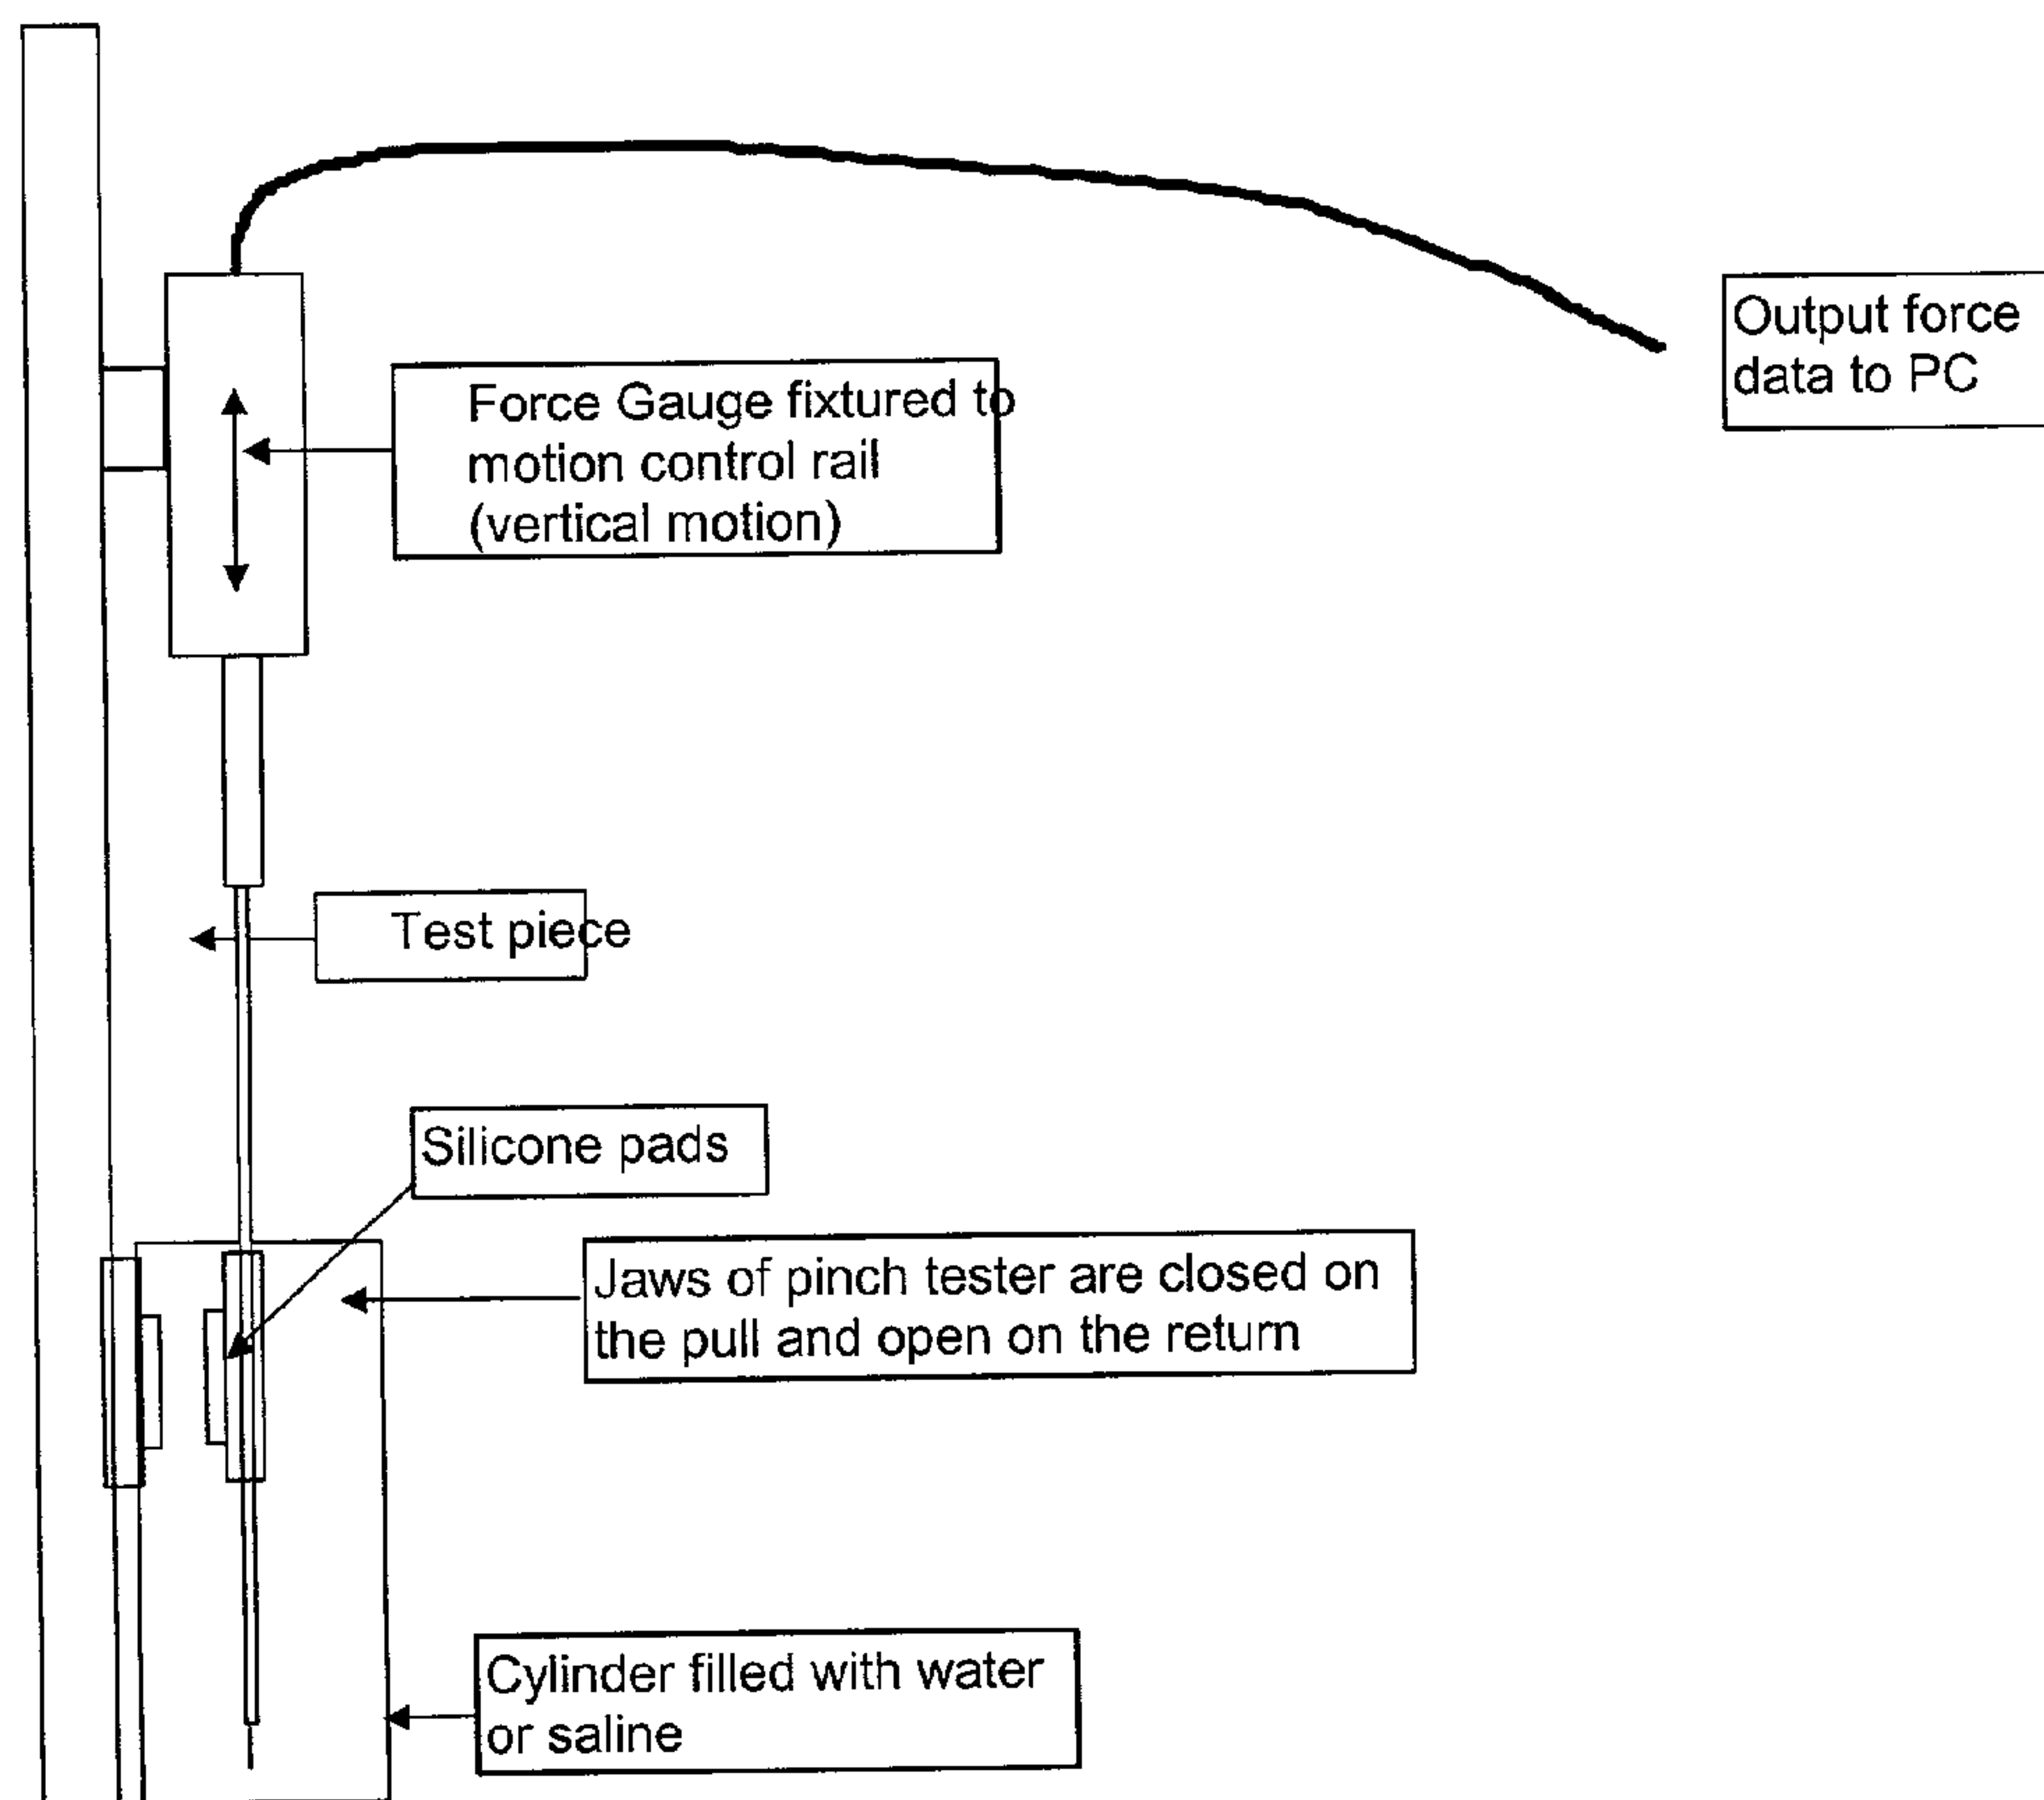 Output force
data to PC
Force Gauge fixtured to
motion control rail
(vertical motion)
Test piece
Silicone pads
Jaws of pinch tester are closed on
the pull and open on the return
Cylinder filled with water
or saline